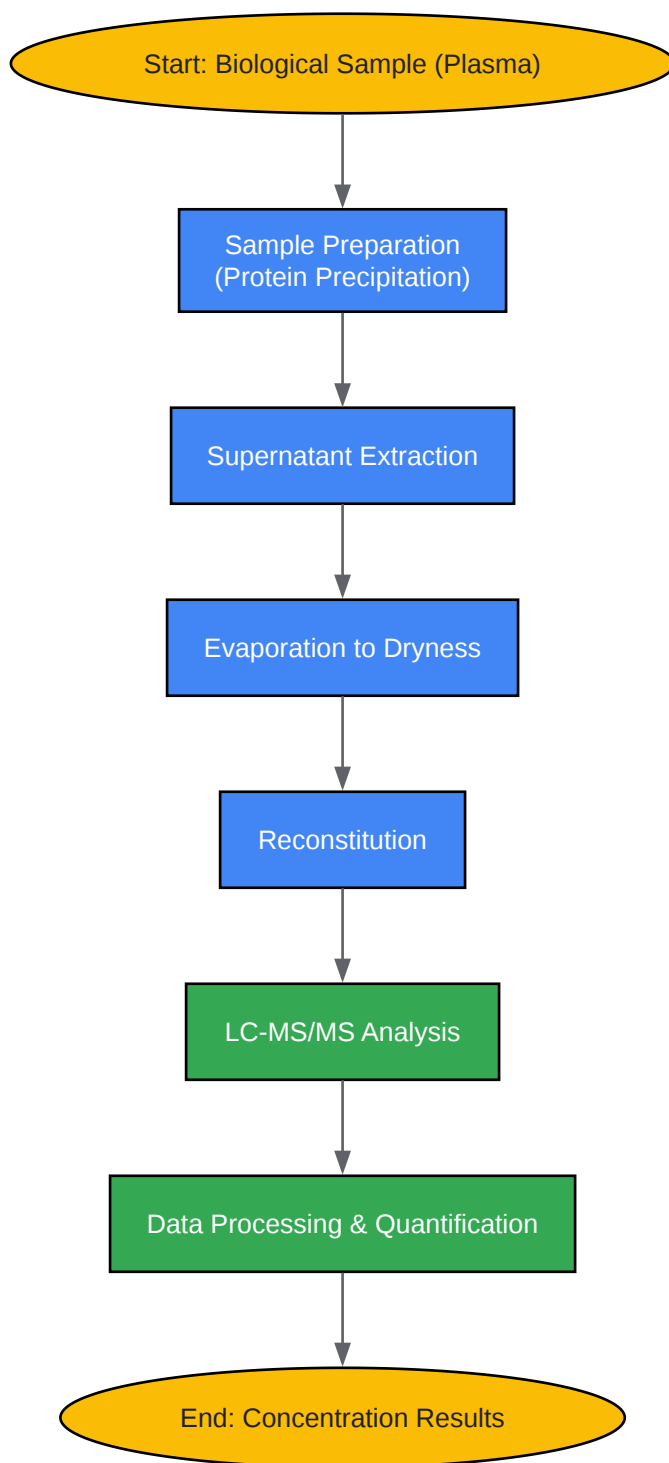 Start: Biological Sample (Plasma)
Sample Preparation
(Protein Precipitation)
Supernatant Extraction
Evaporation to Dryness
Reconstitution
LC-MS/MS Analysis
Data Processing & Quantification
End: Concentration Results